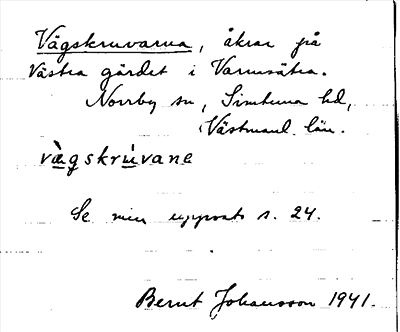 Vägskruvarna, åkrar på
Västra gärdet i Varmsätra.
Norrby sn, Simtuna hd,
Västmanl. län.
vägskrúvane
Se min uppsats s. 24.
Bernt Johansson 1941.